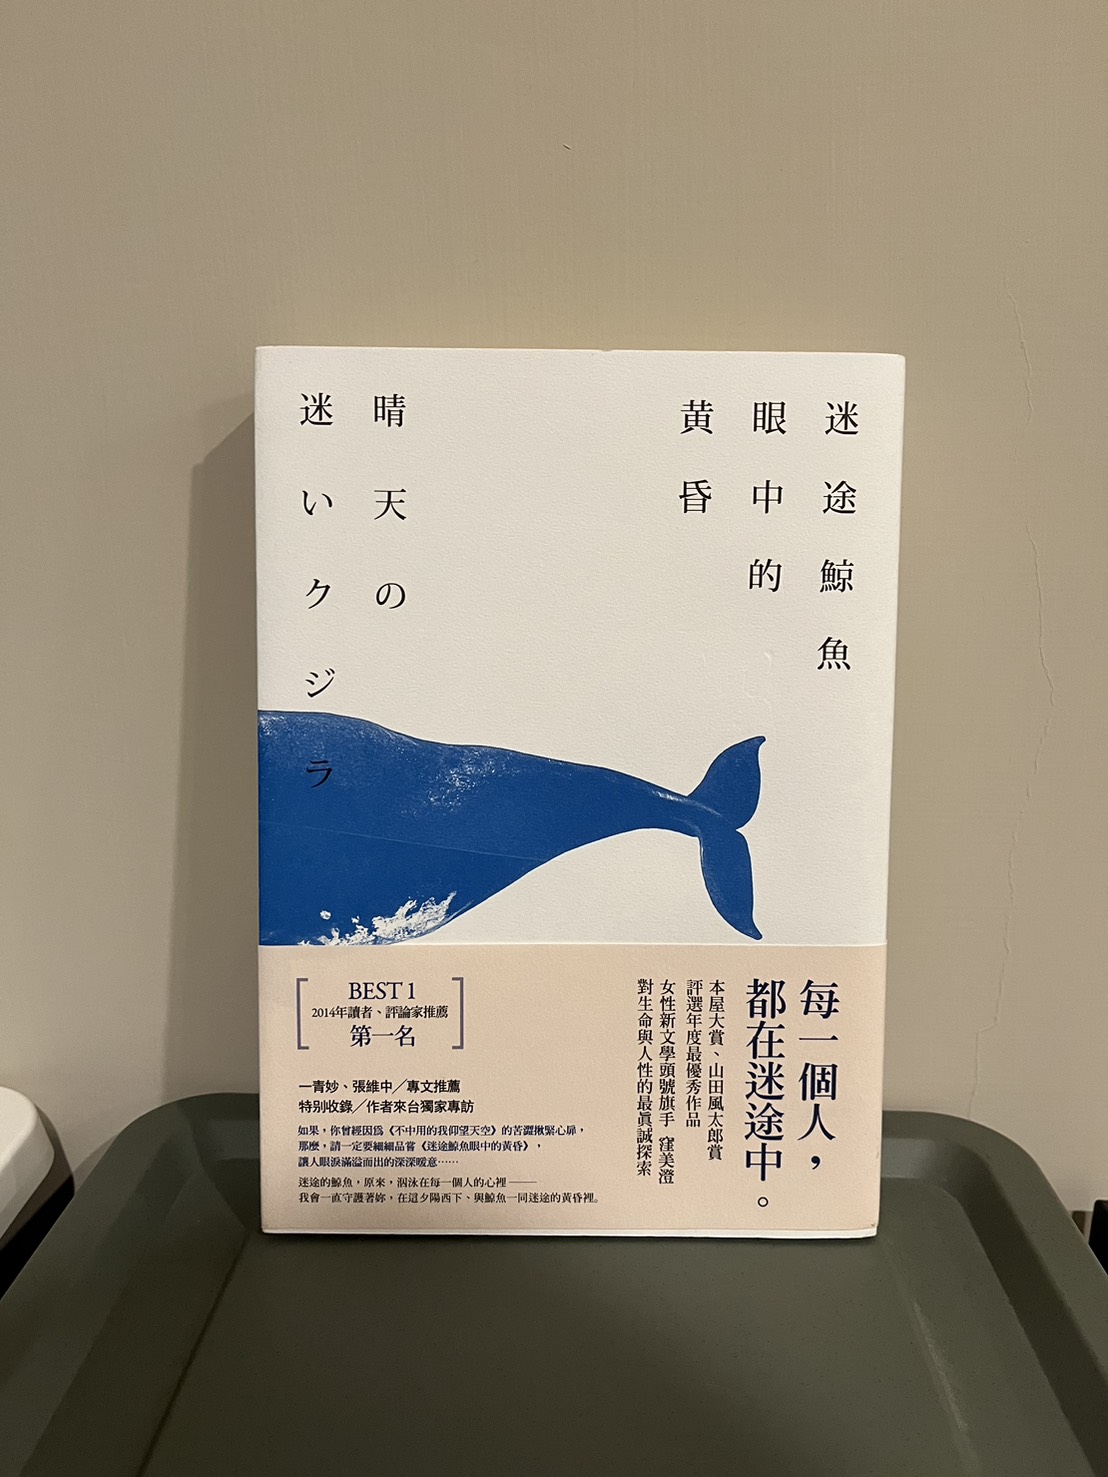 迷途鯨魚
眼中的
黃昏
晴天の
迷いクジラ
每一個人，
都在迷途中。
本屋大賞、山田風太郎賞
評選年度最優秀作品
女性新文學頭號旗手 窪美澄
對生命與人性的最真誠探索
BEST 1
2014年讀者、評論家推薦
第一名
一青妙、張維中／專文推薦
特別收錄／作者來台獨家專訪
如果，你曾經因為《不中用的我仰望天空》的苦澀揪緊心扉，
那麼，請一定要細細品嘗《迷途鯨魚眼中的黃昏》，
讓人眼淚滿溢而出的深深暖意……
迷途的鯨魚，原來，洄泳在每一個人的心裡——
我會一直守護著妳，在這夕陽西下、與鯨魚一同迷途的黃昏裡。